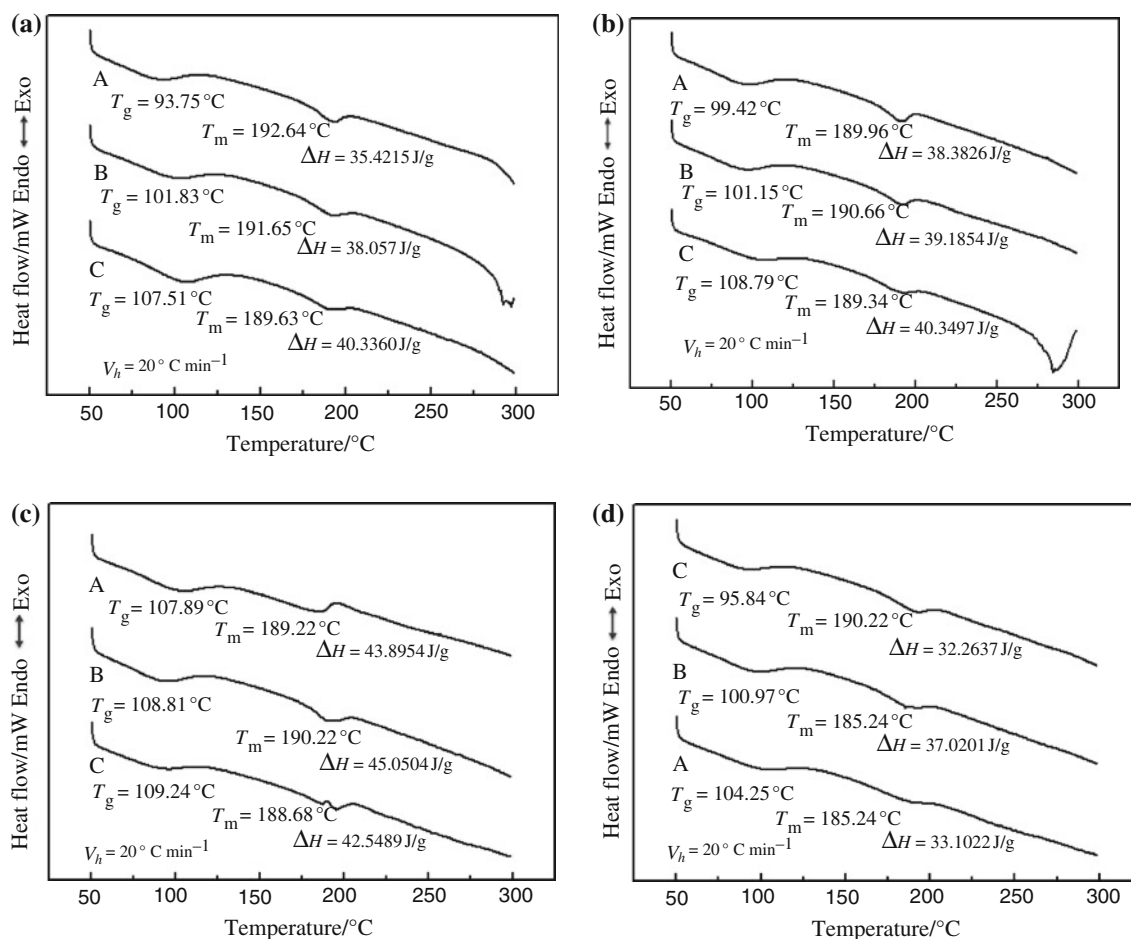 (a)
Heat flow/mW Endo ↔ Exo
A
Tg = 93.75 °C
Tm = 192.64 °C
ΔH = 35.4215 J/g
B
Tg = 101.83 °C
Tm = 191.65 °C
ΔH = 38.057 J/g
C
Tg = 107.51 °C
Tm = 189.63 °C
ΔH = 40.3360 J/g
Vh = 20 ° C min−1
50 100 150 200 250 300
Temperature/°C
(b)
Heat flow/mW Endo ↔ Exo
A
Tg = 99.42 °C
Tm = 189.96 °C
ΔH = 38.3826 J/g
B
Tg = 101.15 °C
Tm = 190.66 °C
ΔH = 39.1854 J/g
C
Tg = 108.79 °C
Tm = 189.34 °C
ΔH = 40.3497 J/g
Vh = 20 ° C min−1
50 100 150 200 250 300
Temperature/°C
(c)
Heat flow/mW Endo ↔ Exo
A
Tg = 107.89 °C
Tm = 189.22 °C
ΔH = 43.8954 J/g
B
Tg = 108.81 °C
Tm = 190.22 °C
ΔH = 45.0504 J/g
C
Tg = 109.24 °C
Tm = 188.68 °C
ΔH = 42.5489 J/g
Vh = 20 ° C min−1
50 100 150 200 250 300
Temperature/°C
(d)
Heat flow/mW Endo ↔ Exo
C
Tg = 95.84 °C
Tm = 190.22 °C
ΔH = 32.2637 J/g
B
Tg = 100.97 °C
Tm = 185.24 °C
ΔH = 37.0201 J/g
A
Tg = 104.25 °C
Tm = 185.24 °C
ΔH = 33.1022 J/g
Vh = 20 ° C min−1
50 100 150 200 250 300
Temperature/°C